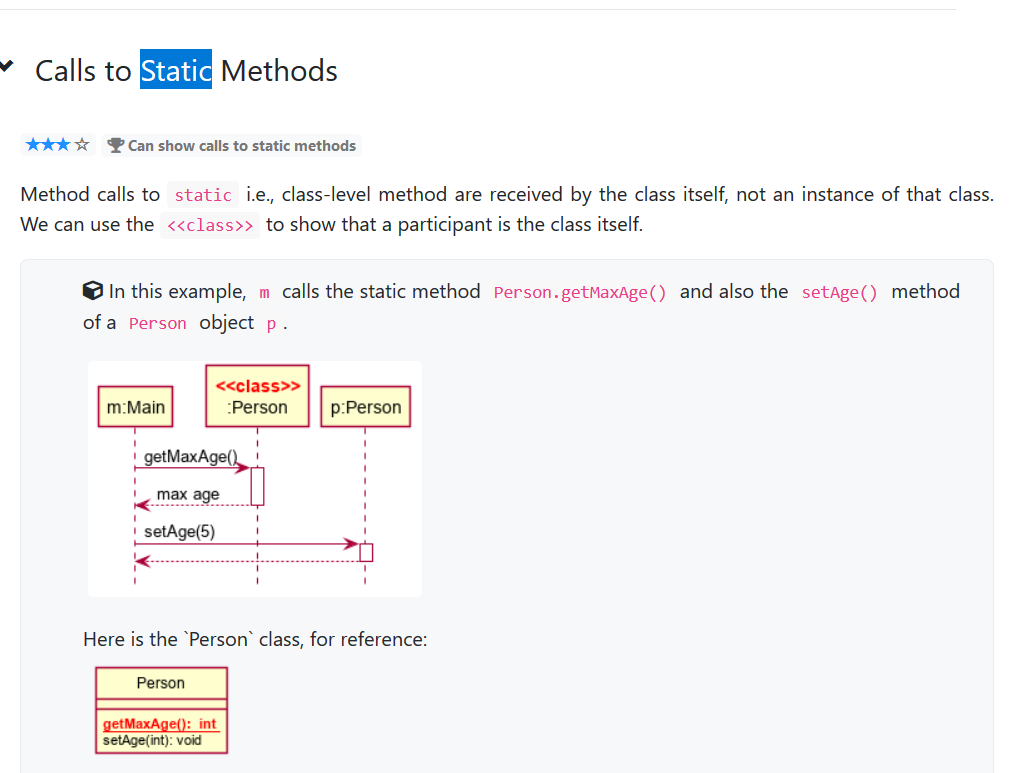 Calls to Static Methods
★★★☆ Can show calls to static methods
Method calls to static i.e., class-level method are received by the class itself, not an instance of that class.
We can use the <<class>> to show that a participant is the class itself.
In this example, m calls the static method Person.getMaxAge() and also the setAge() method
of a Person object p .
<<class>>
m:Main :Person p:Person
getMaxAge()
max age
setAge(5)
Here is the `Person` class, for reference:
Person
getMaxAge(): int
setAge(int): void